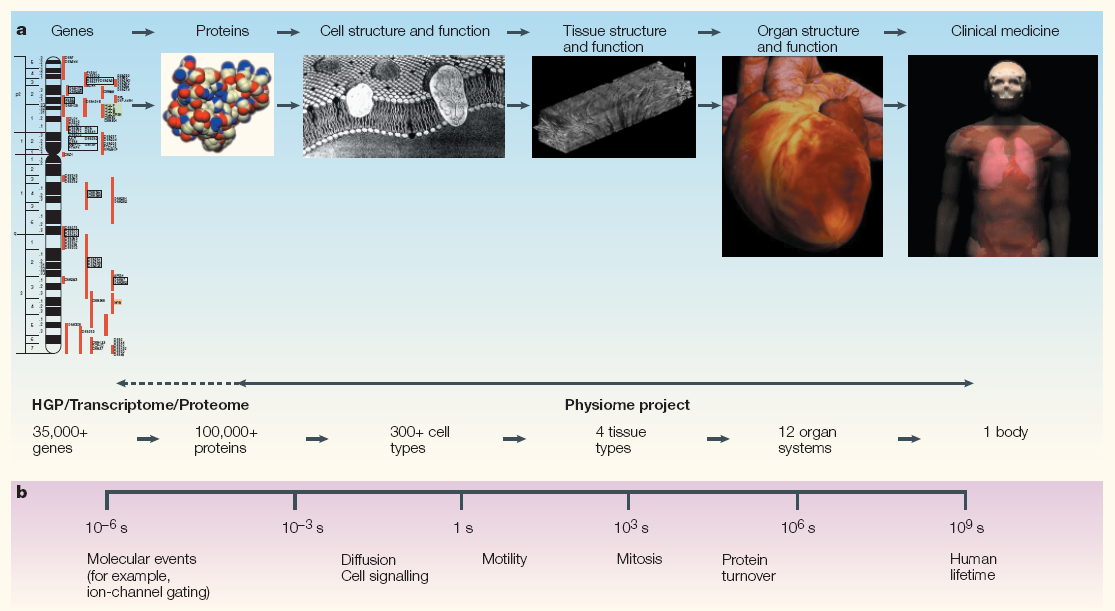 a
Genes
Proteins
Cell structure and function
Tissue structure
and function
Organ structure
and function
Clinical medicine
HGP/Transcriptome/Proteome
Physiome project
35,000+
genes
100,000+
proteins
300+ cell
types
4 tissue
types
12 organ
systems
1 body
b
10–6 s
10–3 s
1 s
103 s
106 s
109 s
Molecular events
(for example,
ion-channel gating)
Diffusion
Cell signalling
Motility
Mitosis
Protein
turnover
Human
lifetime